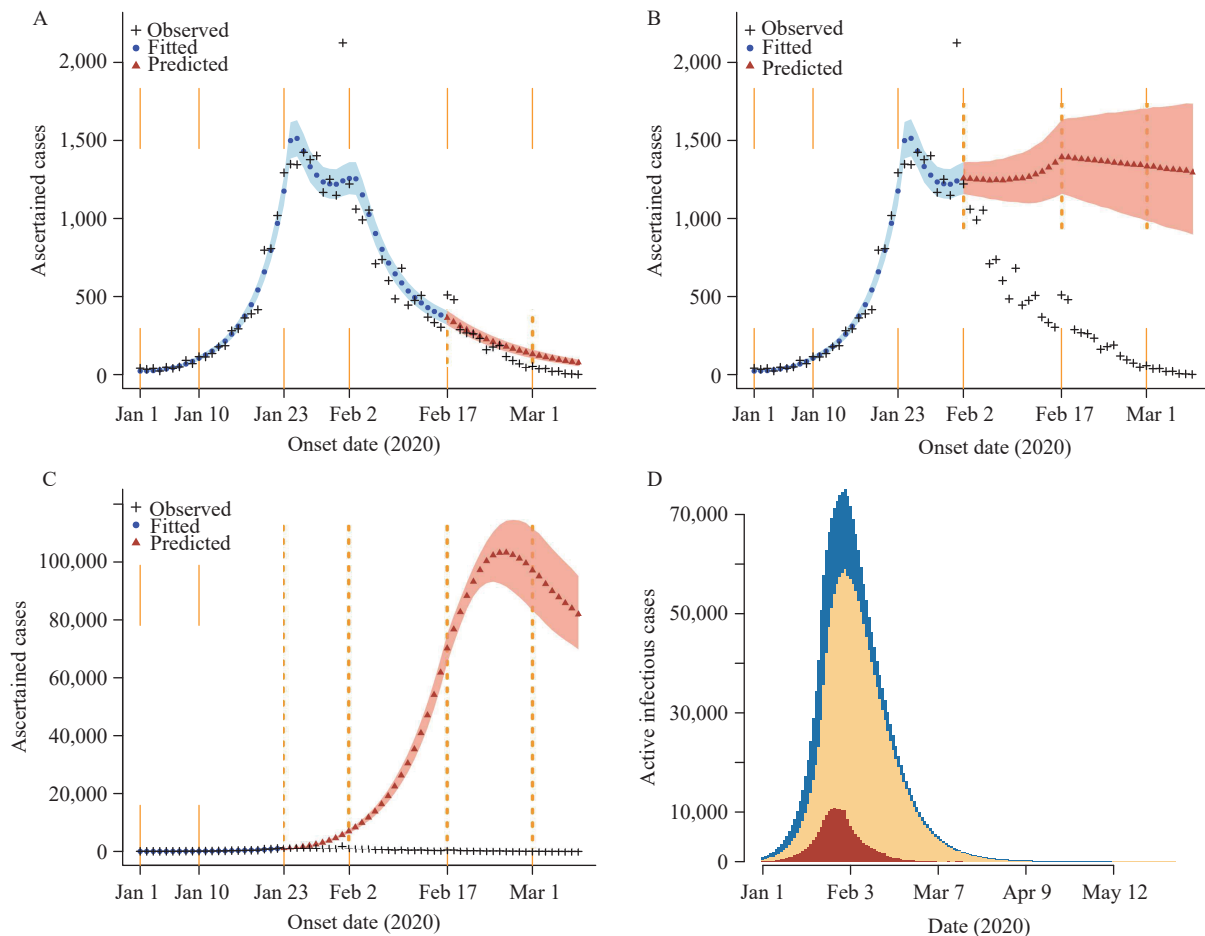 A
+ Observed
Fitted
Predicted
2,000
1,500
1,000
500
0
Ascertained cases
Jan 1 Jan 10 Jan 23 Feb 2 Feb 17 Mar 1
Onset date (2020)
B
+ Observed
Fitted
Predicted
2,000
1,500
1,000
500
0
Ascertained cases
Jan 1 Jan 10 Jan 23 Feb 2 Feb 17 Mar 1
Onset date (2020)
C
+ Observed
Fitted
Predicted
100,000
80,000
60,000
40,000
20,000
0
Ascertained cases
Jan 1 Jan 10 Jan 23 Feb 2 Feb 17 Mar 1
Onset date (2020)
D
70,000
50,000
30,000
10,000
0
Active infectious cases
Jan 1 Feb 3 Mar 7 Apr 9 May 12
Date (2020)